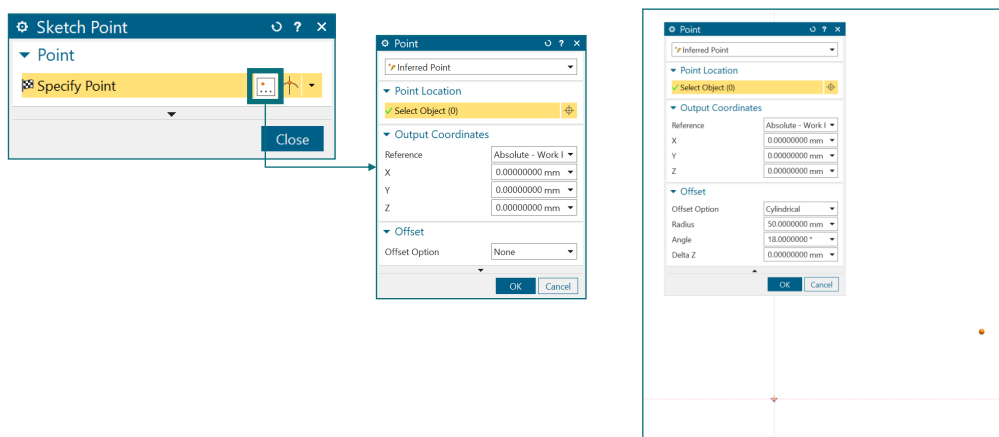 Sketch Point
Point
Specify Point
Close
Point
Inferred Point
Point Location
Select Object (0)
Output Coordinates
Reference Absolute - Work I
X 0.00000000 mm
Y 0.00000000 mm
Z 0.00000000 mm
Offset
Offset Option None
OK Cancel
Point
Inferred Point
Point Location
Select Object (0)
Output Coordinates
Reference Absolute - Work I
X 0.00000000 mm
Y 0.00000000 mm
Z 0.00000000 mm
Offset
Offset Option Cylindrical
Radius 50.0000000 mm
Angle 18.0000000 °
Delta Z 0.00000000 mm
OK Cancel